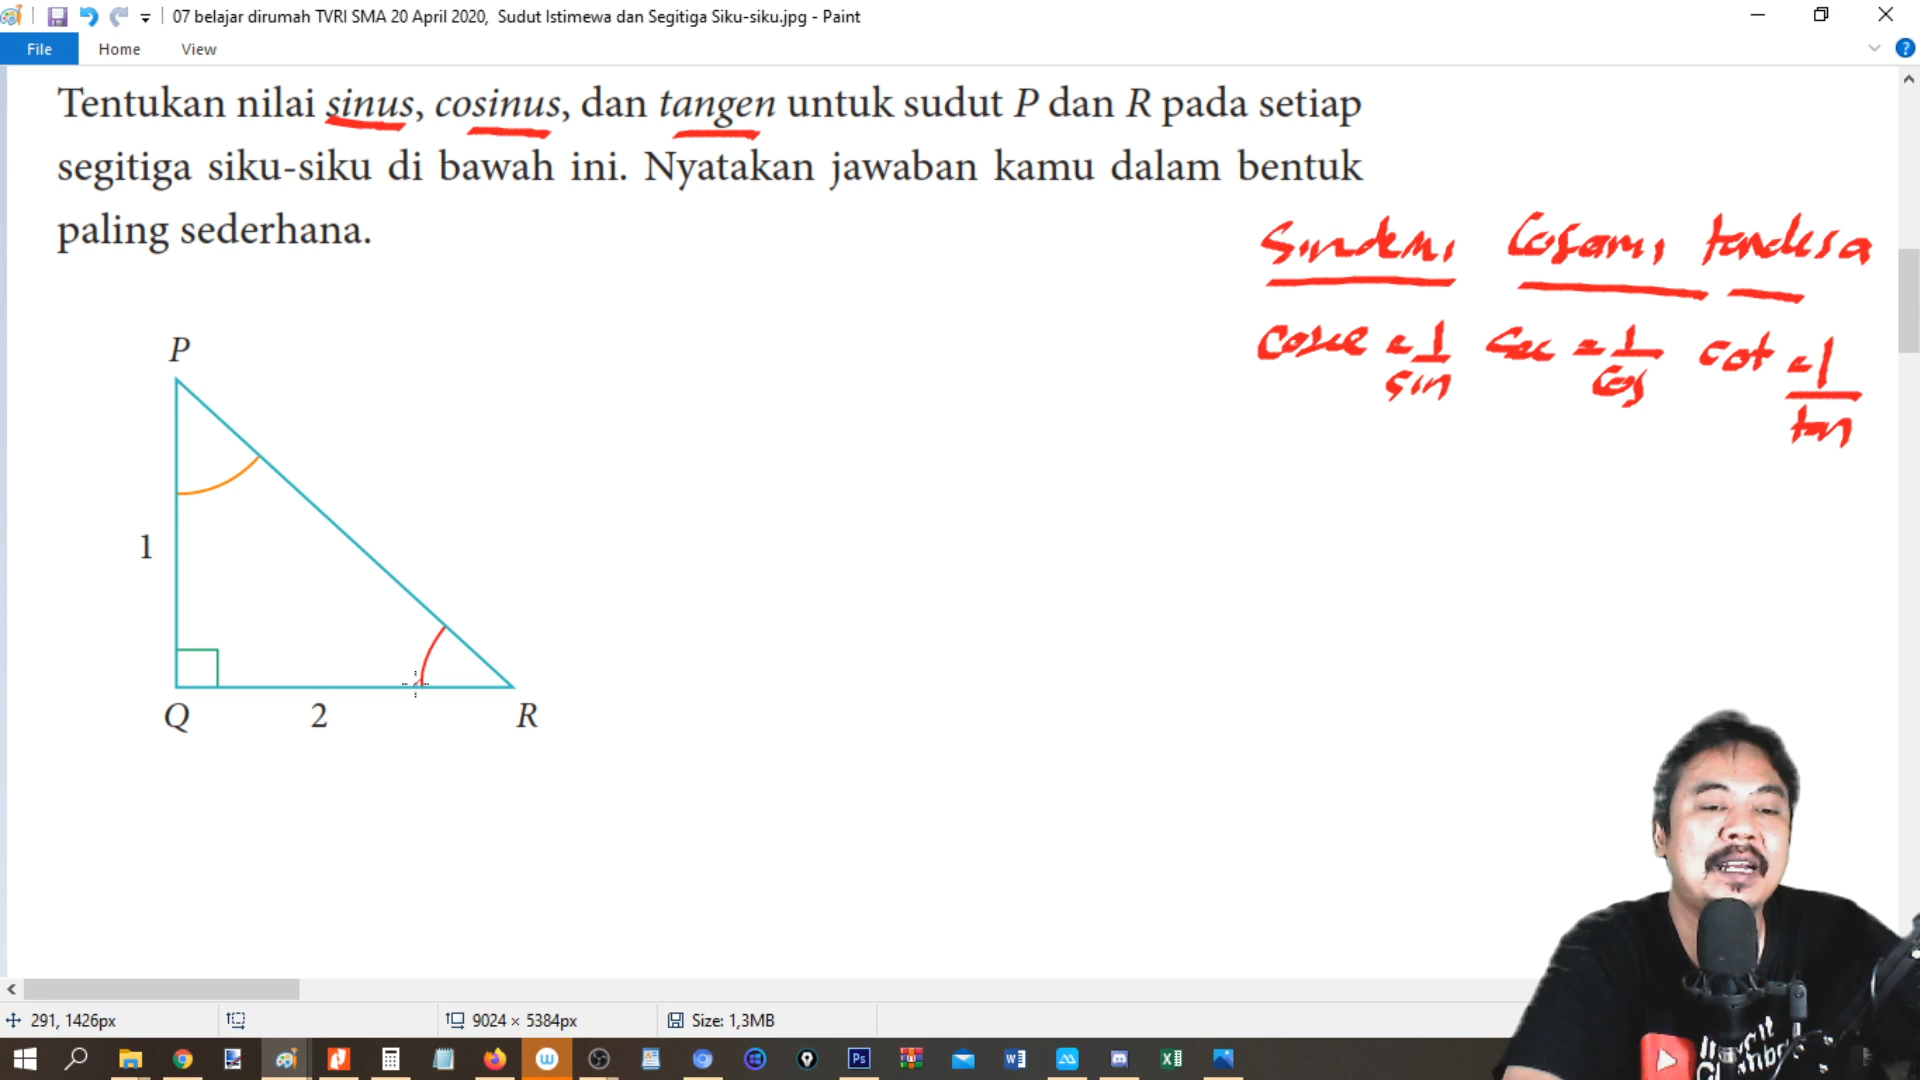 07 belajar dirumah TVRI SMA 20 April 2020, Sudut Istimewa dan Segitiga Siku-siku.jpg - Paint
File Home View
Tentukan nilai sinus, cosinus, dan tangen untuk sudut P dan R pada setiap
segitiga siku-siku di bawah ini. Nyatakan jawaban kamu dalam bentuk
paling sederhana.
sindemi cosami tandesa
cosec = 1/sin sec = 1/cos cot = 1/tan
P
1
Q 2 R
291, 1426px 9024 × 5384px Size: 1,3MB